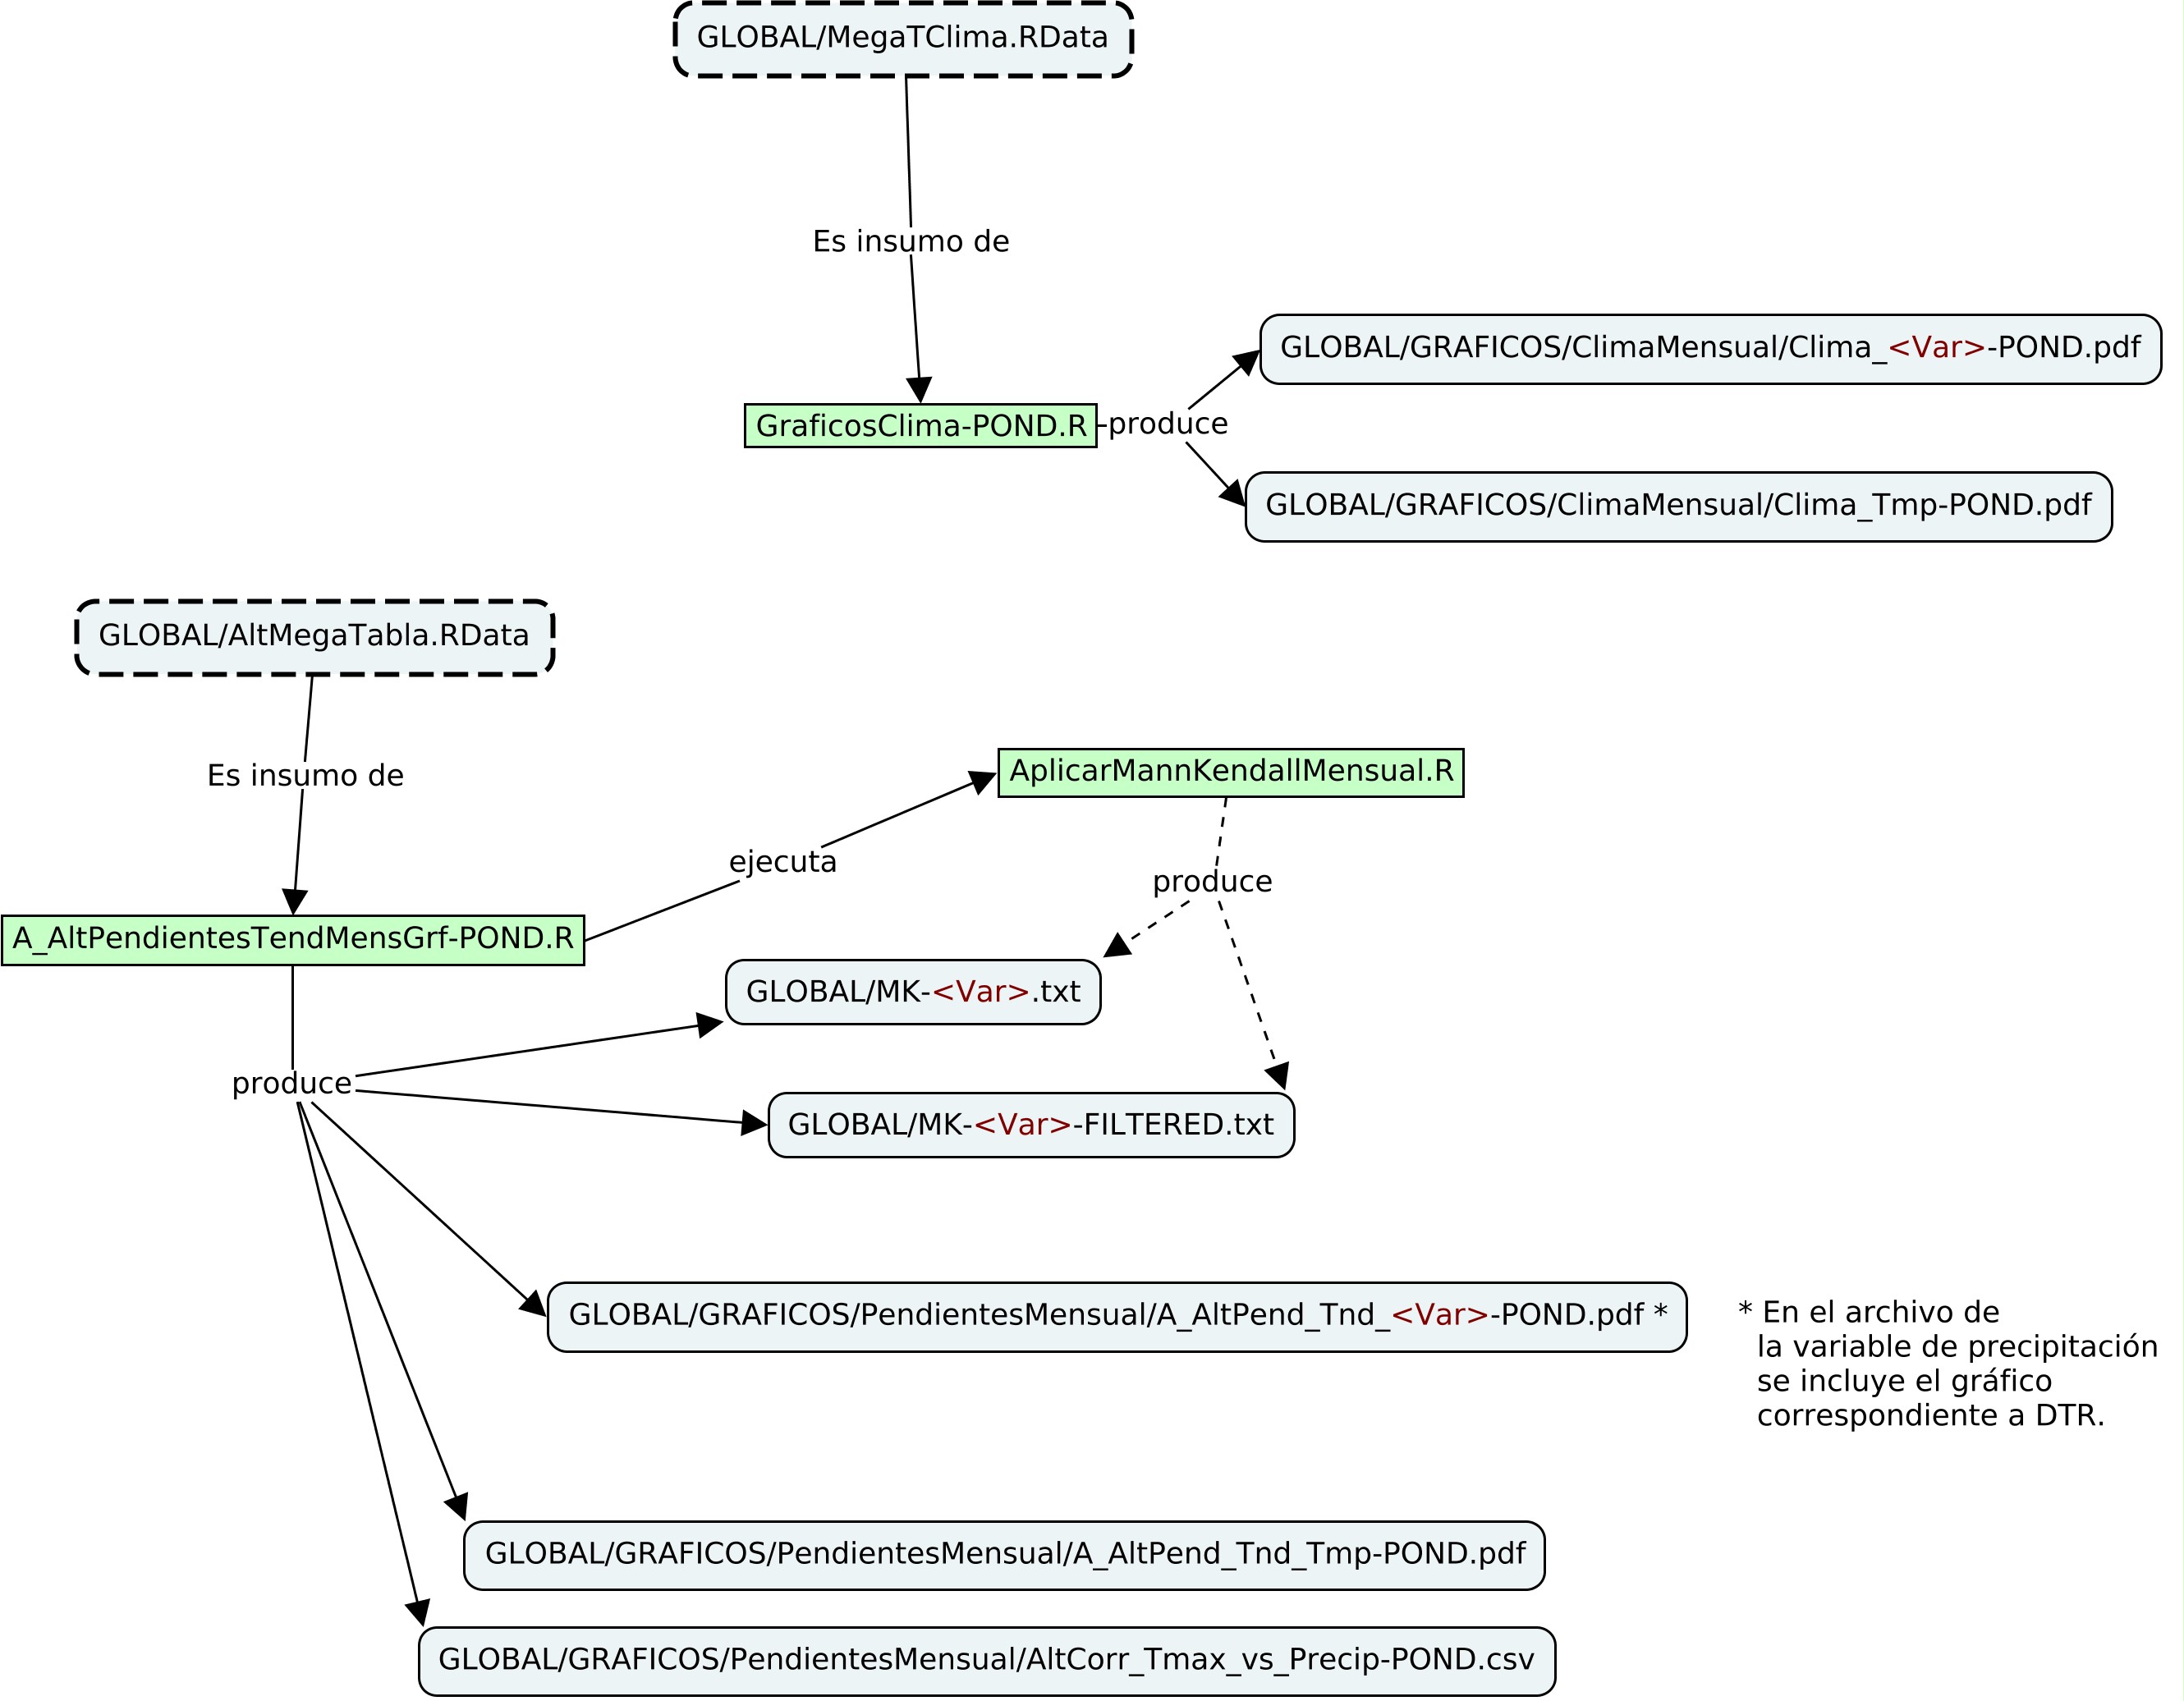 GLOBAL/MegaTClima.RData
Es insumo de
GLOBAL/GRAFICOS/ClimaMensual/Clima_<Var>-POND.pdf
GraficosClima-POND.R
produce
GLOBAL/GRAFICOS/ClimaMensual/Clima_Tmp-POND.pdf
GLOBAL/AltMegaTabla.RData
Es insumo de
AplicarMannKendallMensual.R
ejecuta
produce
A_AltPendientesTendMensGrf-POND.R
GLOBAL/MK-<Var>.txt
produce
GLOBAL/MK-<Var>-FILTERED.txt
GLOBAL/GRAFICOS/PendientesMensual/A_AltPend_Tnd_<Var>-POND.pdf *
* En el archivo de
la variable de precipitación
se incluye el gráfico
correspondiente a DTR.
GLOBAL/GRAFICOS/PendientesMensual/A_AltPend_Tnd_Tmp-POND.pdf
GLOBAL/GRAFICOS/PendientesMensual/AltCorr_Tmax_vs_Precip-POND.csv